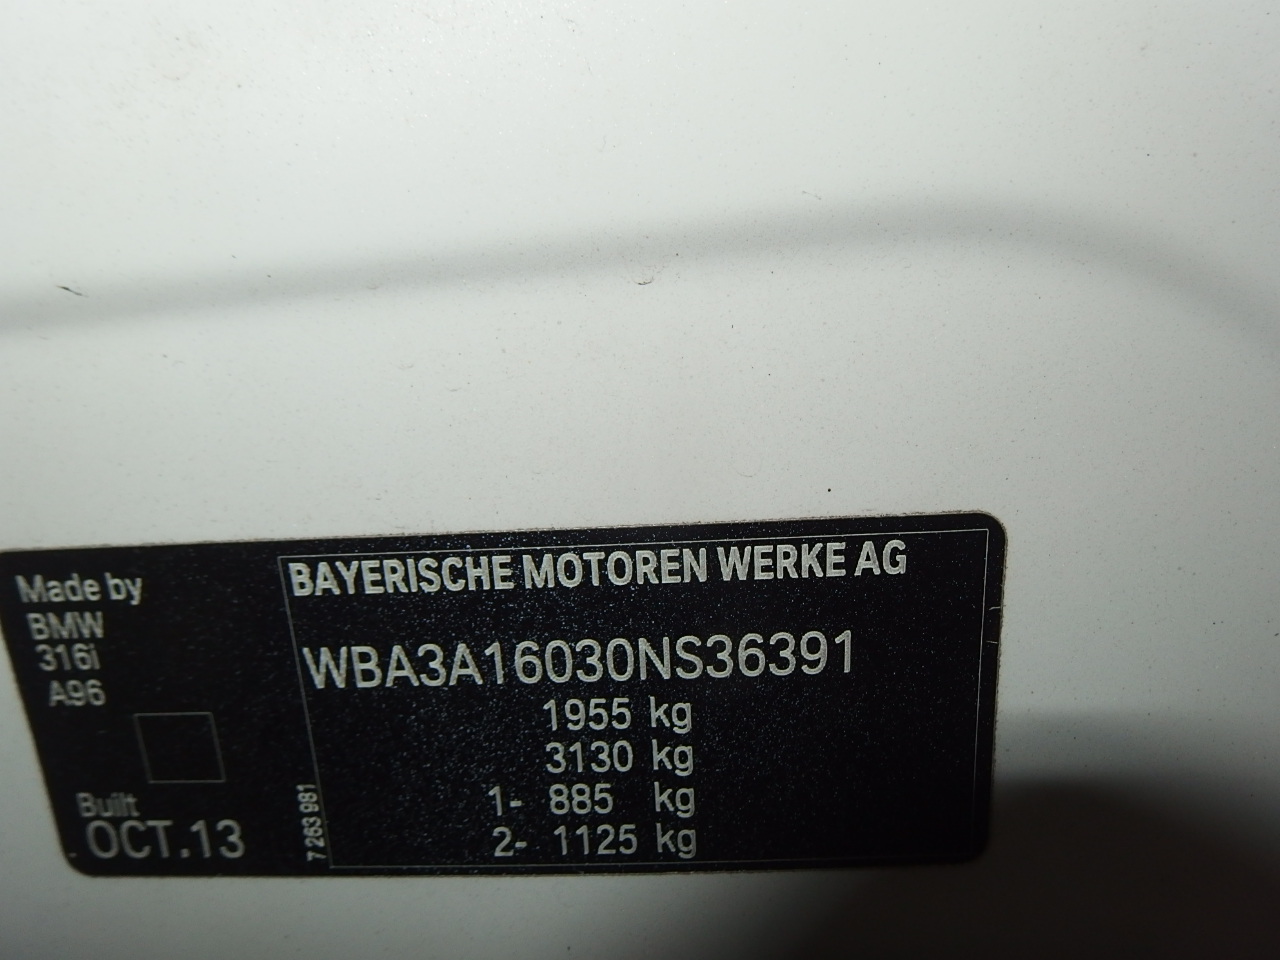 Made by
BMW
316i
A96
Built
OCT.13
7 263 981
BAYERISCHE MOTOREN WERKE AG
WBA3A16030NS36391
1955 kg
3130 kg
1- 885 kg
2- 1125 kg